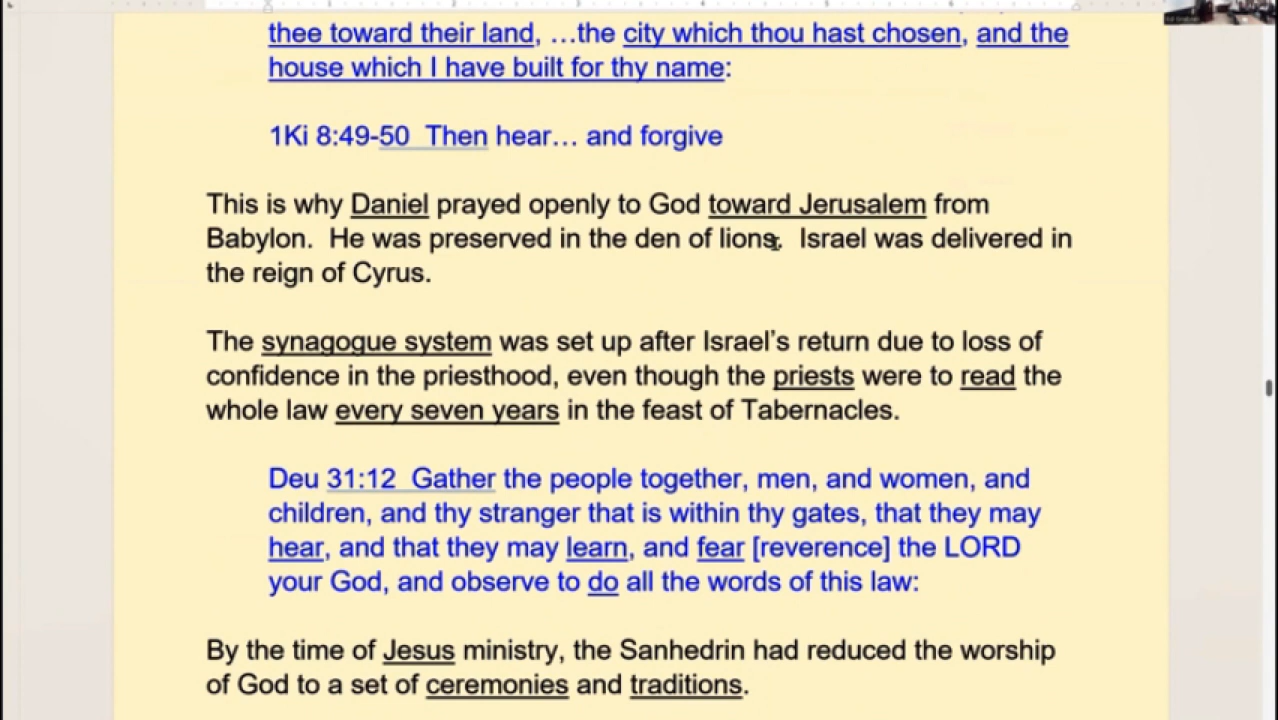 thee toward their land, …the city which thou hast chosen, and the
house which I have built for thy name:
1Ki 8:49-50  Then hear… and forgive
This is why Daniel prayed openly to God toward Jerusalem from
Babylon.  He was preserved in the den of lions.  Israel was delivered in
the reign of Cyrus.
The synagogue system was set up after Israel's return due to loss of
confidence in the priesthood, even though the priests were to read the
whole law every seven years in the feast of Tabernacles.
Deu 31:12  Gather the people together, men, and women, and
children, and thy stranger that is within thy gates, that they may
hear, and that they may learn, and fear [reverence] the LORD
your God, and observe to do all the words of this law:
By the time of Jesus ministry, the Sanhedrin had reduced the worship
of God to a set of ceremonies and traditions.